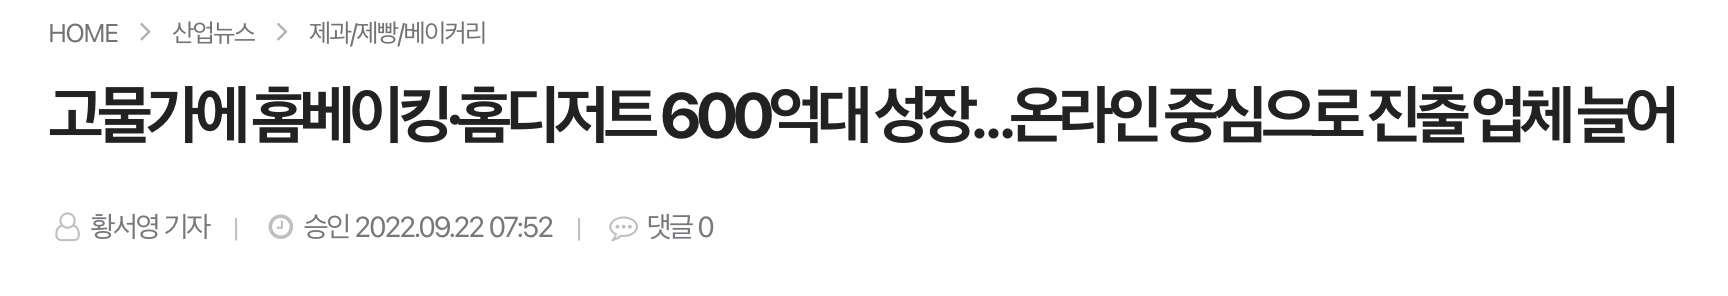 HOME > 산업뉴스 > 제과/제빵/베이커리
고물가에 홈베이킹·홈디저트 600억대 성장…온라인 중심으로 진출 업체 늘어
황서영 기자 | 승인 2022.09.22 07:52 | 댓글 0